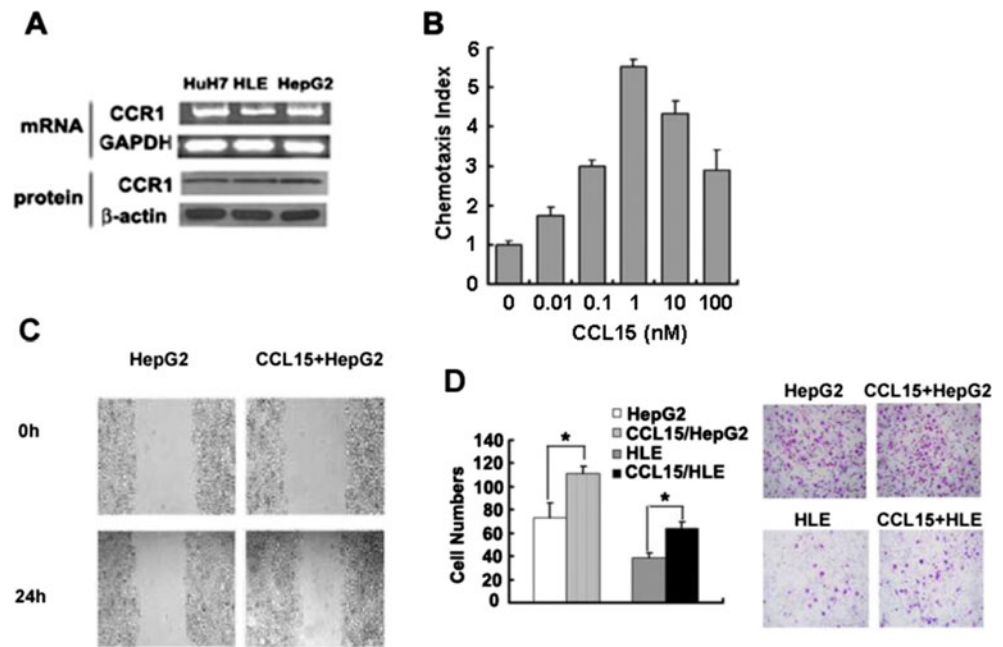 A
HuH7 HLE HepG2
mRNA
CCR1
GAPDH
protein
CCR1
β-actin
B
Chemotaxis Index
6
5
4
3
2
1
0
0 0.01 0.1 1 10 100
CCL15 (nM)
C
HepG2 CCL15+HepG2
0h
24h
D
Cell Numbers
140
120
100
80
60
40
20
0
* *
HepG2
CCL15/HepG2
HLE
CCL15/HLE
HepG2 CCL15+HepG2
HLE CCL15+HLE